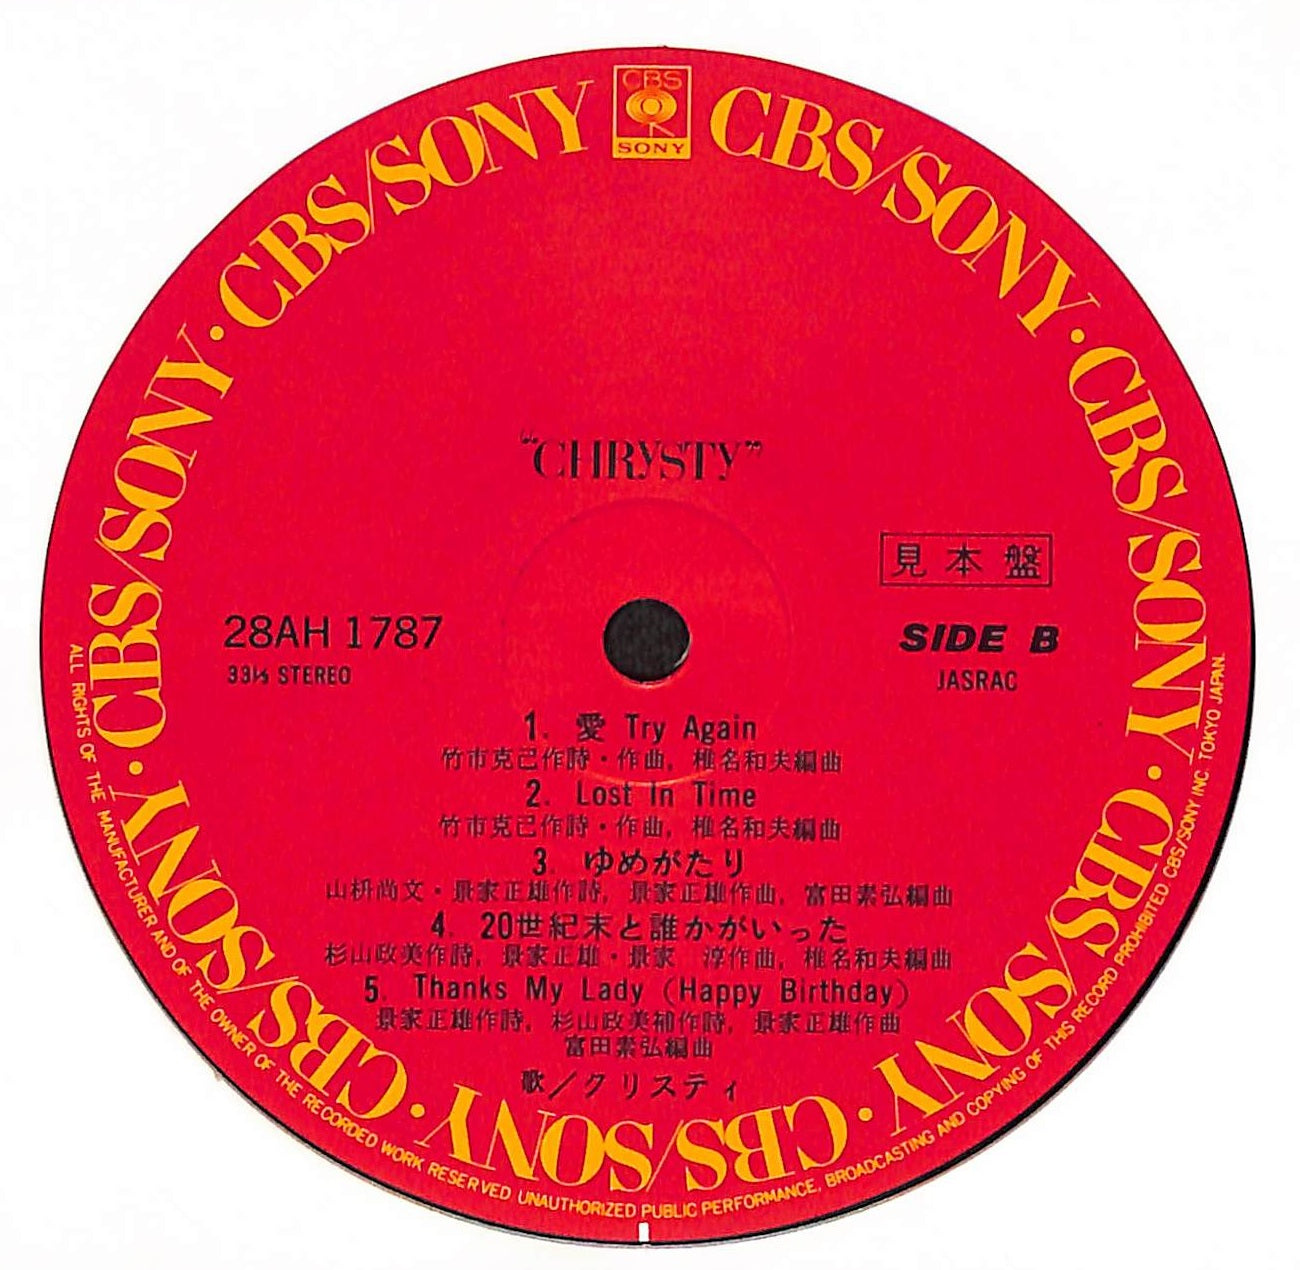 CBS
SONY
CBS/SONY · CBS/SONY · CBS/SONY · CBS/SONY · CBS/SONY · CBS/SONY · CBS/SONY · CBS/SONY
“CHRYSTY”
見本盤
28AH 1787
SIDE B
33⅓ STEREO
JASRAC
1. 愛 Try Again
竹市克己作詩・作曲, 椎名和夫編曲
2. Lost In Time
竹市克己作詩・作曲, 椎名和夫編曲
3. ゆめがたり
山枡尚文・景家正雄作詩, 景家正雄作曲, 富田素弘編曲
4. 20世紀末と誰かがいった
杉山政美作詩, 景家正雄・景家 淳作曲, 椎名和夫編曲
5. Thanks My Lady (Happy Birthday)
景家正雄作詩, 杉山政美補作詩, 景家正雄作曲
富田素弘編曲
歌/クリスティ
ALL RIGHTS OF THE MANUFACTURER AND OF THE OWNER OF THE RECORDED WORK RESERVED UNAUTHORIZED PUBLIC PERFORMANCE, BROADCASTING AND COPYING OF THIS RECORD PROHIBITED CBS/SONY INC. TOKYO JAPAN.